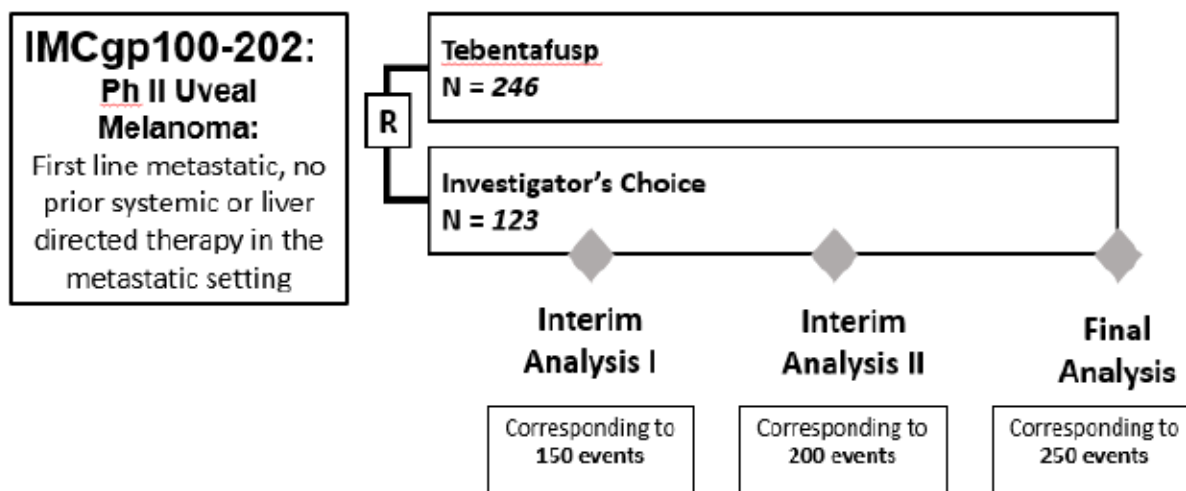 IMCgp100-202:
Ph II Uveal
Melanoma:
First line metastatic, no
prior systemic or liver
directed therapy in the
metastatic setting
R
Tebentafusp
N = 246
Investigator's Choice
N = 123
Interim
Analysis I
Interim
Analysis II
Final
Analysis
Corresponding to
150 events
Corresponding to
200 events
Corresponding to
250 events